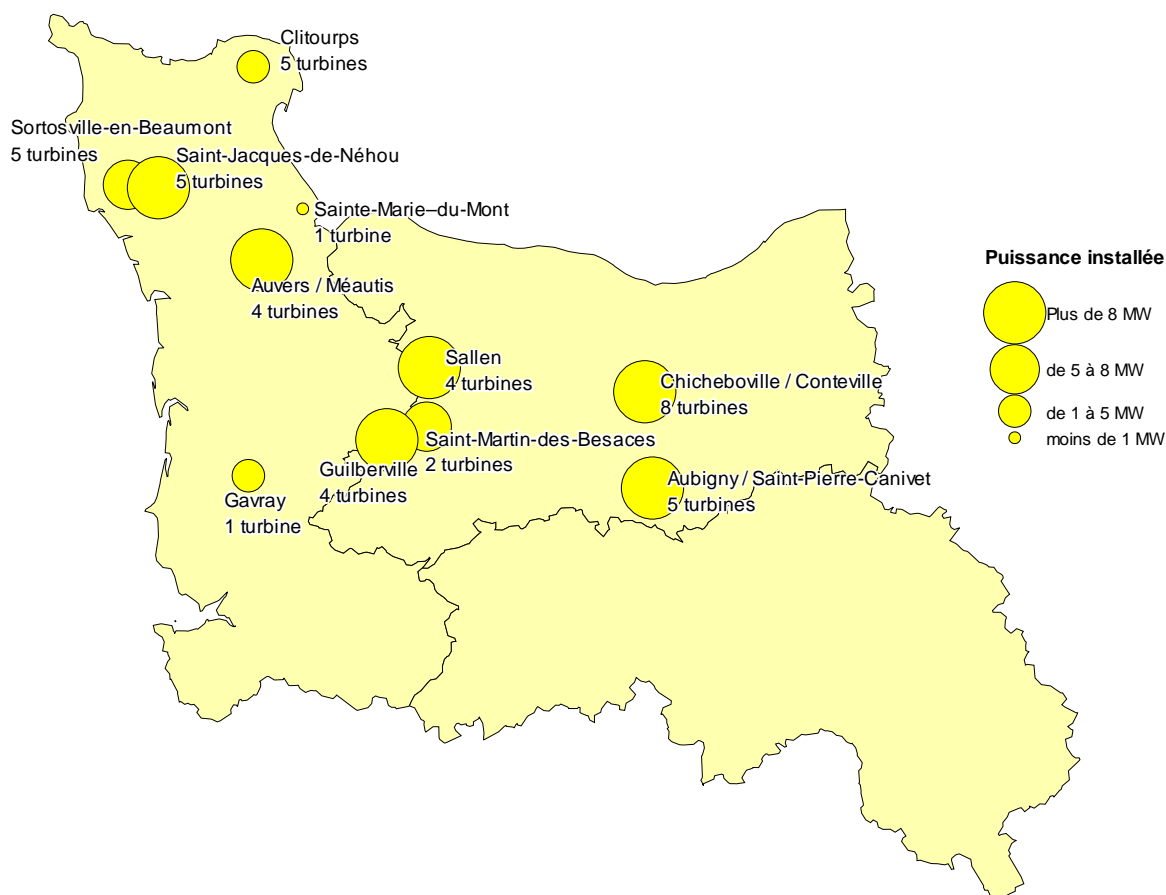 Clitourps
5 turbines
Sortosville-en-Beaumont
5 turbines
Saint-Jacques-de-Néhou
5 turbines
Sainte-Marie–du-Mont
1 turbine
Auvers / Méautis
4 turbines
Sallen
4 turbines
Chicheboville / Conteville
8 turbines
Saint-Martin-des-Besaces
2 turbines
Guilberville
4 turbines
Gavray
1 turbine
Aubigny / Saint-Pierre-Canivet
5 turbines
Puissance installée
Plus de 8 MW
de 5 à 8 MW
de 1 à 5 MW
moins de 1 MW